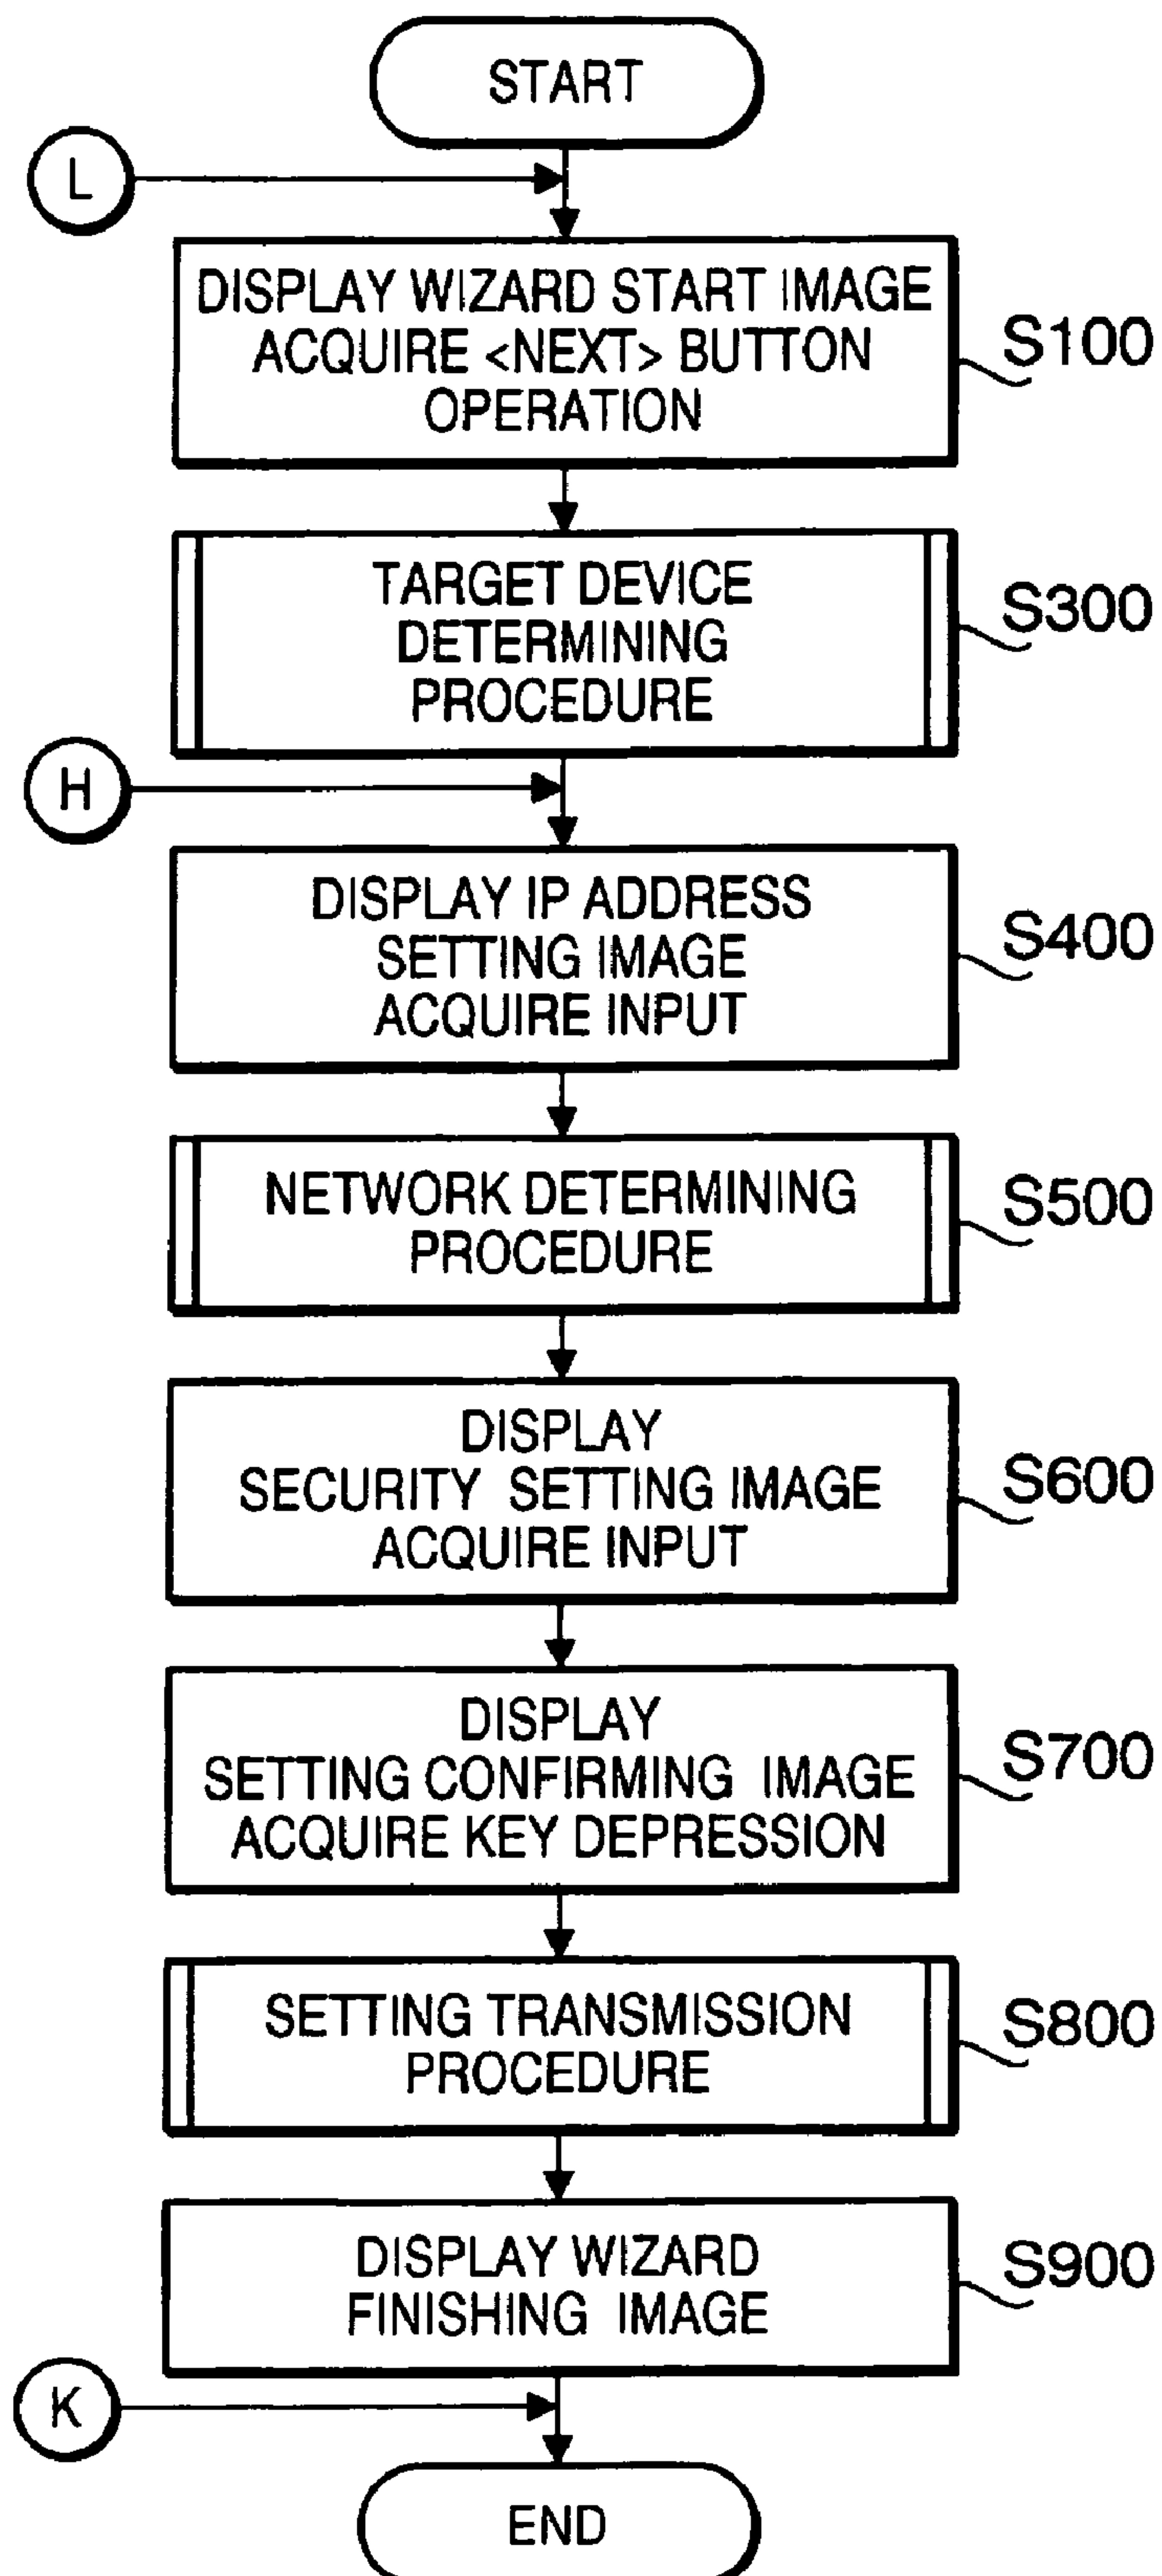 START
L
DISPLAY WIZARD START IMAGE
ACQUIRE <NEXT> BUTTON
OPERATION
S100
TARGET DEVICE
DETERMINING
PROCEDURE
S300
H
DISPLAY IP ADDRESS
SETTING IMAGE
ACQUIRE INPUT
S400
NETWORK DETERMINING
PROCEDURE
S500
DISPLAY
SECURITY SETTING IMAGE
ACQUIRE INPUT
S600
DISPLAY
SETTING CONFIRMING IMAGE
ACQUIRE KEY DEPRESSION
S700
SETTING TRANSMISSION
PROCEDURE
S800
DISPLAY WIZARD
FINISHING IMAGE
S900
K
END